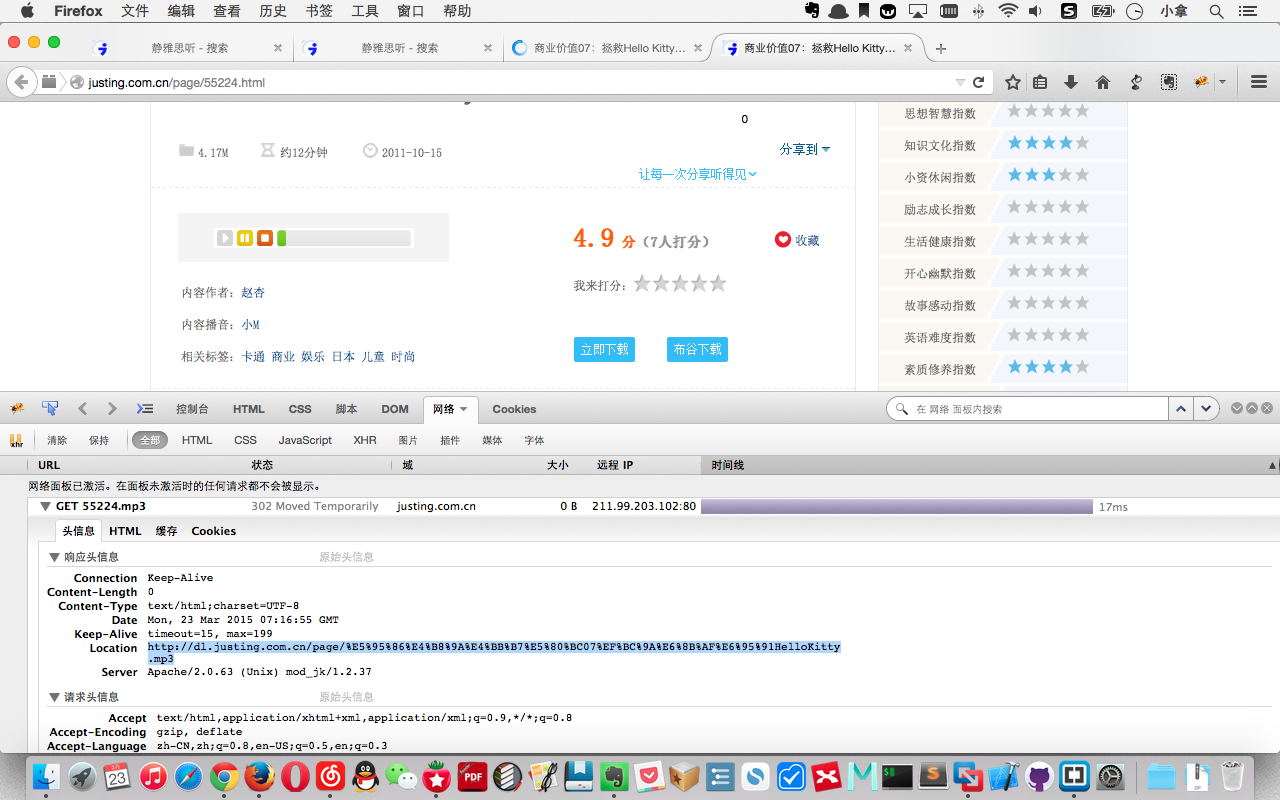 Firefox 文件 编辑 查看 历史 书签 工具 窗口 帮助 小拿
静雅思听 - 搜索 静雅思听 - 搜索 商业价值07：拯救Hello Kitty... 商业价值07：拯救Hello Kitty...
justing.com.cn/page/55224.html
0
4.17M 约12分钟 2011-10-15 分享到
让每一次分享听得见
4.9 分 (7人打分) 收藏
我来打分:
内容作者: 赵杏
内容播音: 小M
立即下载 布谷下载
相关标签: 卡通 商业 娱乐 日本 儿童 时尚
思想智慧指数
知识文化指数
小资休闲指数
励志成长指数
生活健康指数
开心幽默指数
故事感动指数
英语难度指数
素质修养指数
控制台 HTML CSS 脚本 DOM 网络 Cookies 在 网络 面板内搜索
xhr 清除 保持 全部 HTML CSS JavaScript XHR 图片 插件 媒体 字体
URL 状态 域 大小 远程 IP 时间线
网络面板已激活。在面板未激活时的任何请求都不会被显示。
GET 55224.mp3 302 Moved Temporarily justing.com.cn 0 B 211.99.203.102:80 17ms
头信息 HTML 缓存 Cookies
响应头信息 原始头信息
Connection Keep-Alive
Content-Length 0
Content-Type text/html;charset=UTF-8
Date Mon, 23 Mar 2015 07:16:55 GMT
Keep-Alive timeout=15, max=199
Location http://dl.justing.com.cn/page/%E5%95%86%E4%B8%9A%E4%BB%B7%E5%80%BC07%EF%BC%9A%E6%8B%AF%E6%95%91HelloKitty
.mp3
Server Apache/2.0.63 (Unix) mod_jk/1.2.37
请求头信息 原始头信息
Accept text/html,application/xhtml+xml,application/xml;q=0.9,*/*;q=0.8
Accept-Encoding gzip, deflate
Accept-Language zh-CN,zh;q=0.8,en-US;q=0.5,en;q=0.3
23 PDF ZIP